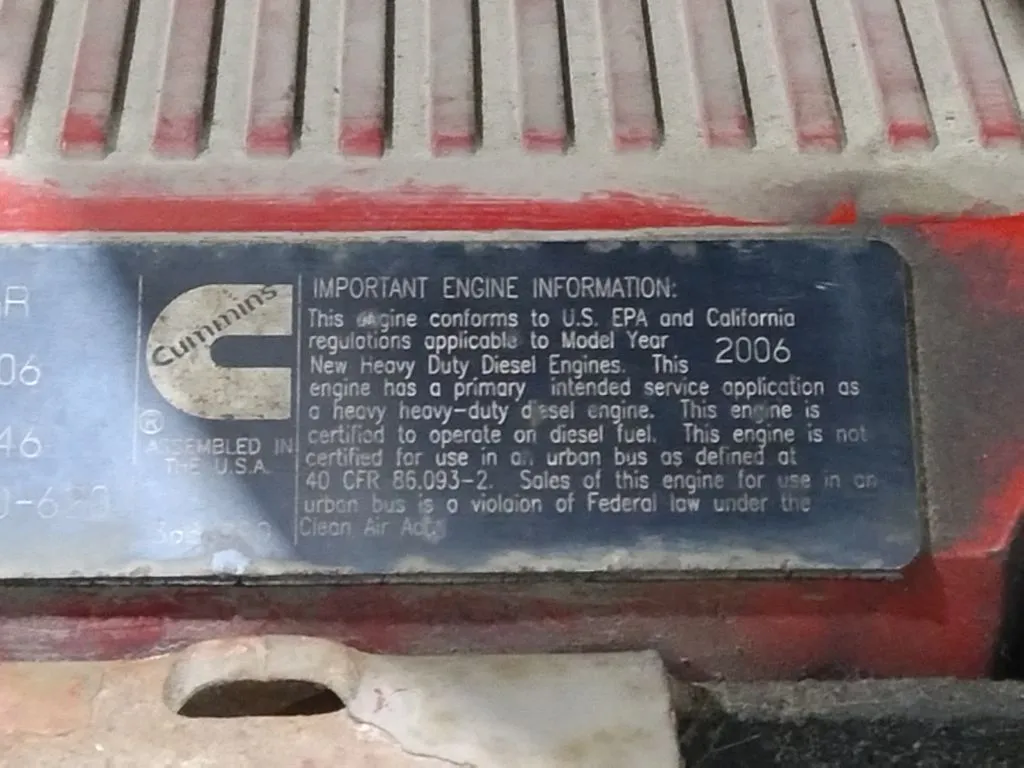 06
46
Cummins
®
ASSEMBLED IN
THE U.S.A.
IMPORTANT ENGINE INFORMATION:
This engine conforms to U.S. EPA and California
regulations applicable to Model Year 2006
New Heavy Duty Diesel Engines. This
engine has a primary intended service application as
a heavy heavy-duty diesel engine. This engine is
certified to operate on diesel fuel. This engine is not
certified for use in an urban bus as defined at
40 CFR 86.093-2. Sales of this engine for use in an
urban bus is a violaion of Federal law under the
Clean Air Act.